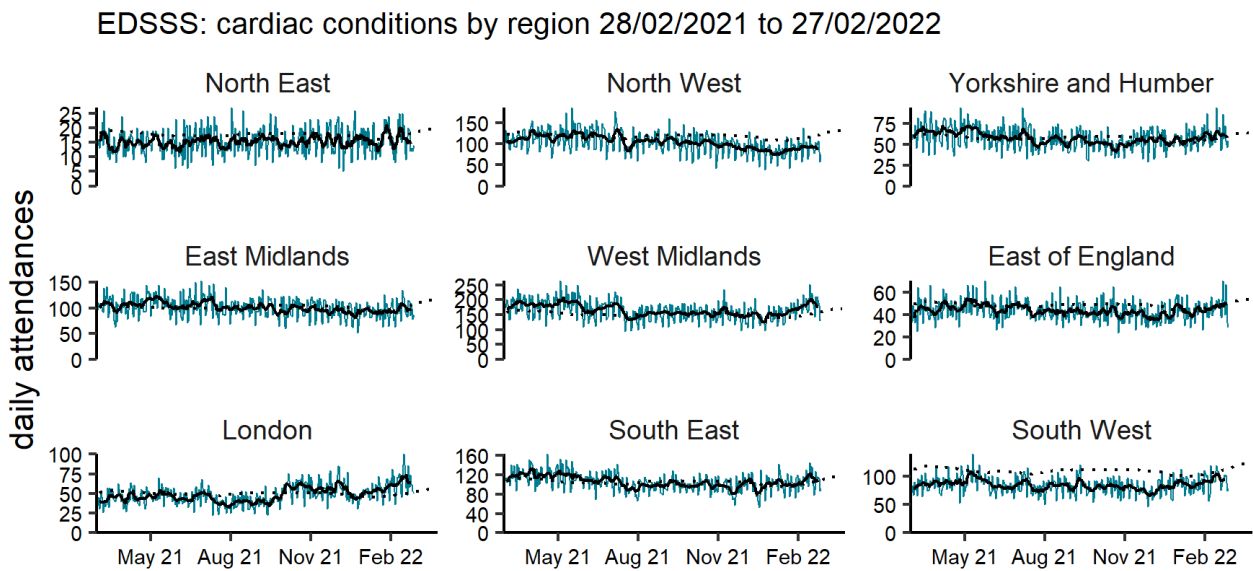 EDSSS: cardiac conditions by region 28/02/2021 to 27/02/2022
daily attendances
North East
25
20
15
10
5
0
North West
150
100
50
0
Yorkshire and Humber
75
50
25
0
East Midlands
150
100
50
0
West Midlands
250
200
150
100
50
0
East of England
60
40
20
0
London
100
75
50
25
0
May 21 Aug 21 Nov 21 Feb 22
South East
160
120
80
40
0
May 21 Aug 21 Nov 21 Feb 22
South West
100
50
0
May 21 Aug 21 Nov 21 Feb 22